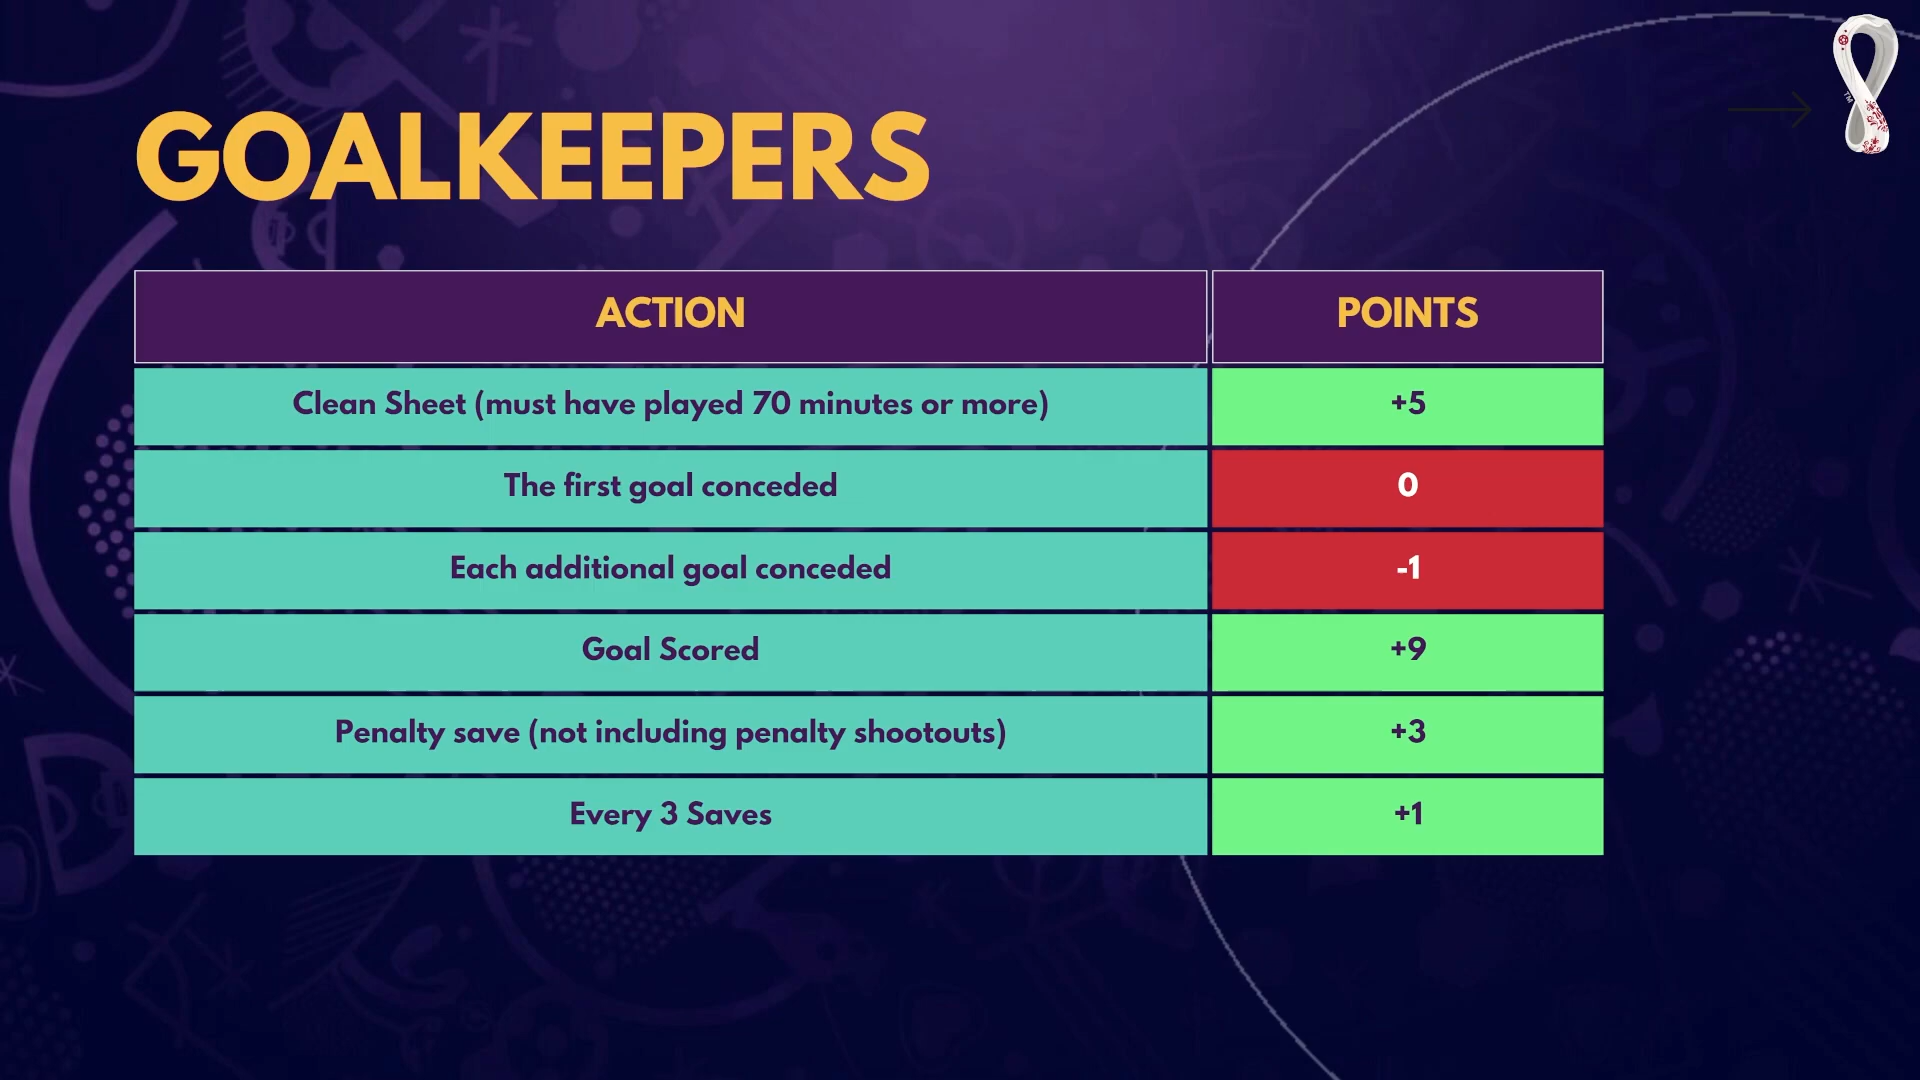 GOALKEEPERS
ACTION POINTS
Clean Sheet (must have played 70 minutes or more) +5
The first goal conceded 0
Each additional goal conceded -1
Goal Scored +9
Penalty save (not including penalty shootouts) +3
Every 3 Saves +1
TM